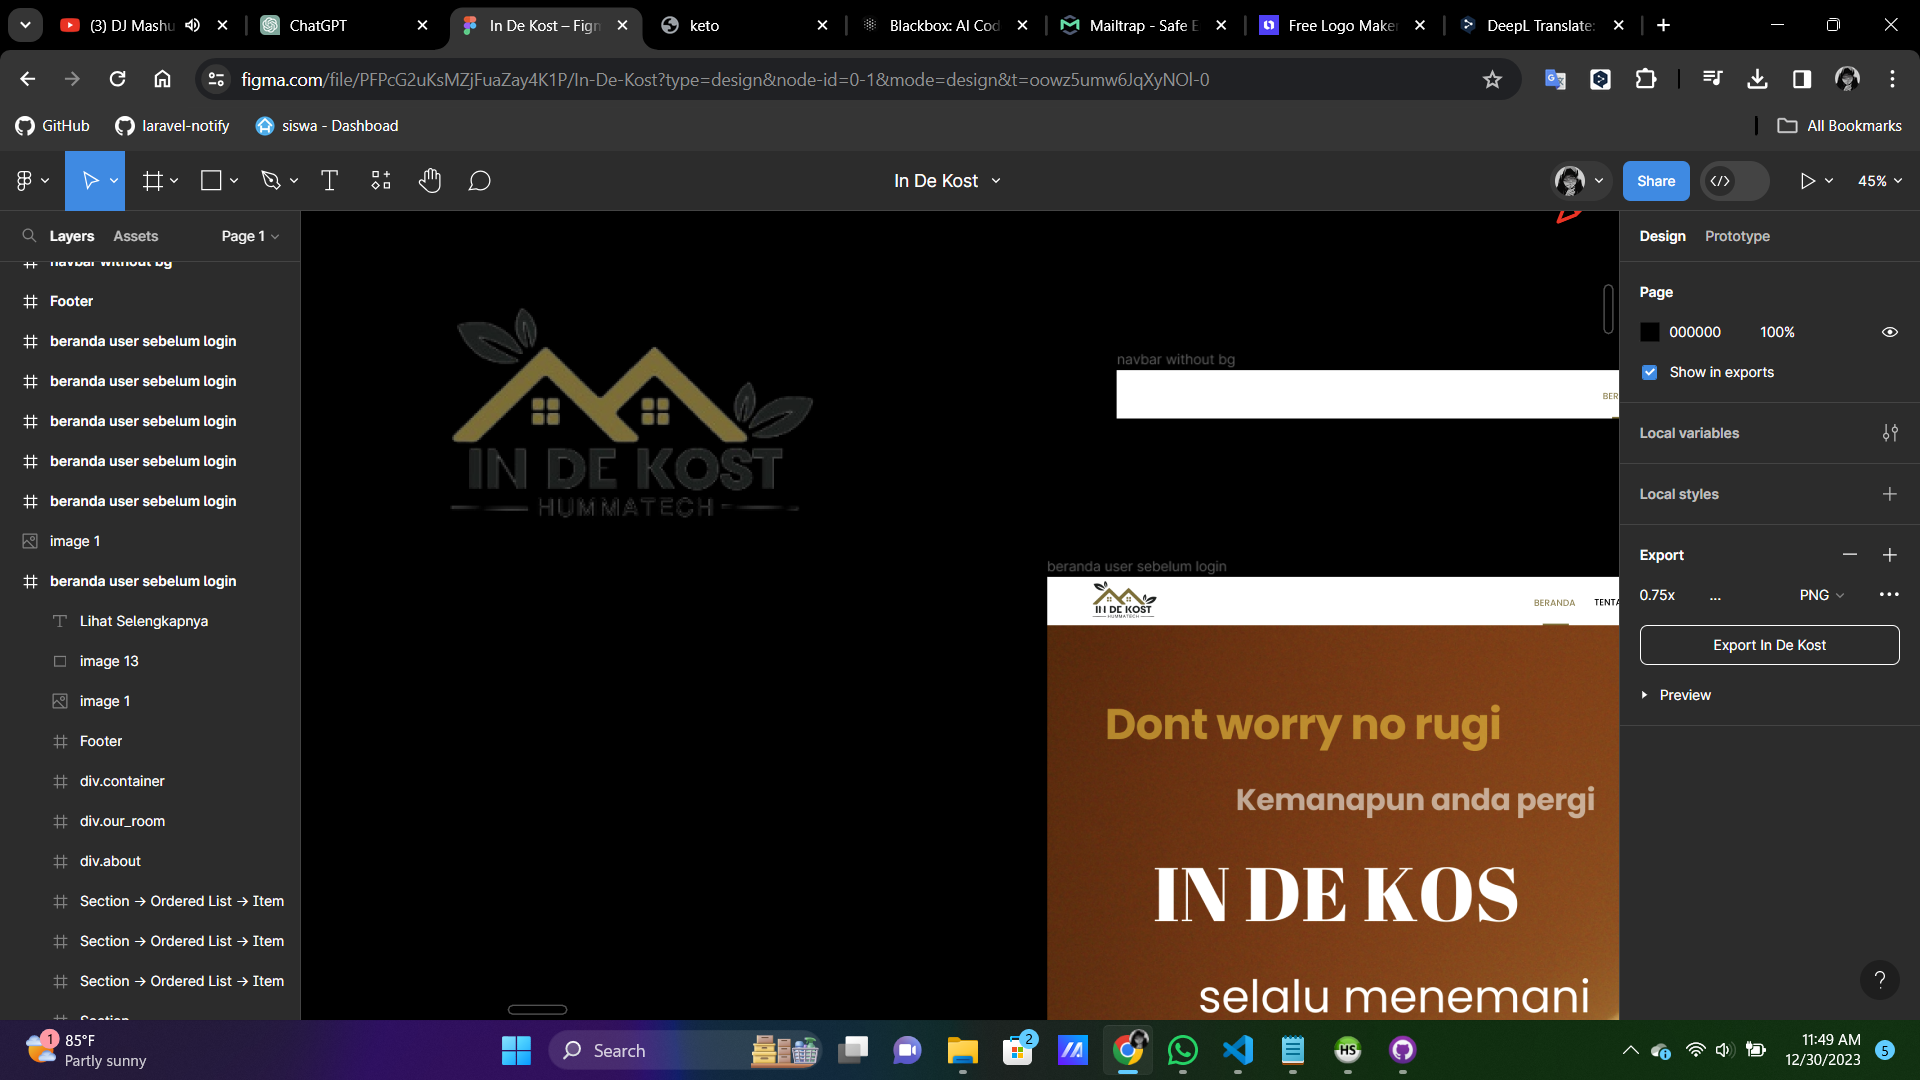 (3) DJ Mashu
ChatGPT
In De Kost – Figm
keto
Blackbox: AI Cod
Mailtrap - Safe E
Free Logo Maker
DeepL Translate:
figma.com/file/PFPcG2uKsMZjFuaZay4K1P/In-De-Kost?type=design&node-id=0-1&mode=design&t=oowz5umw6JqXyNOl-0
GitHub
laravel-notify
siswa - Dashboad
All Bookmarks
In De Kost
Share
45%
Layers
Assets
Page 1
Design
Prototype
navbar without bg
Footer
beranda user sebelum login
beranda user sebelum login
beranda user sebelum login
beranda user sebelum login
beranda user sebelum login
image 1
beranda user sebelum login
Lihat Selengkapnya
image 13
image 1
Footer
div.container
div.our_room
div.about
Section → Ordered List → Item
Section → Ordered List → Item
Section → Ordered List → Item
Section
IN DE KOST
HUMMATECH
navbar without bg
BER
beranda user sebelum login
IN DE KOST
HUMMATECH
BERANDA
TENTA
Dont worry no rugi
Kemanapun anda pergi
IN DE KOS
selalu menemani
Page
000000
100%
Show in exports
Local variables
Local styles
Export
0.75x
...
PNG
Export In De Kost
Preview
?
1
85°F
Partly sunny
Search
2
HS
11:49 AM
12/30/2023
5